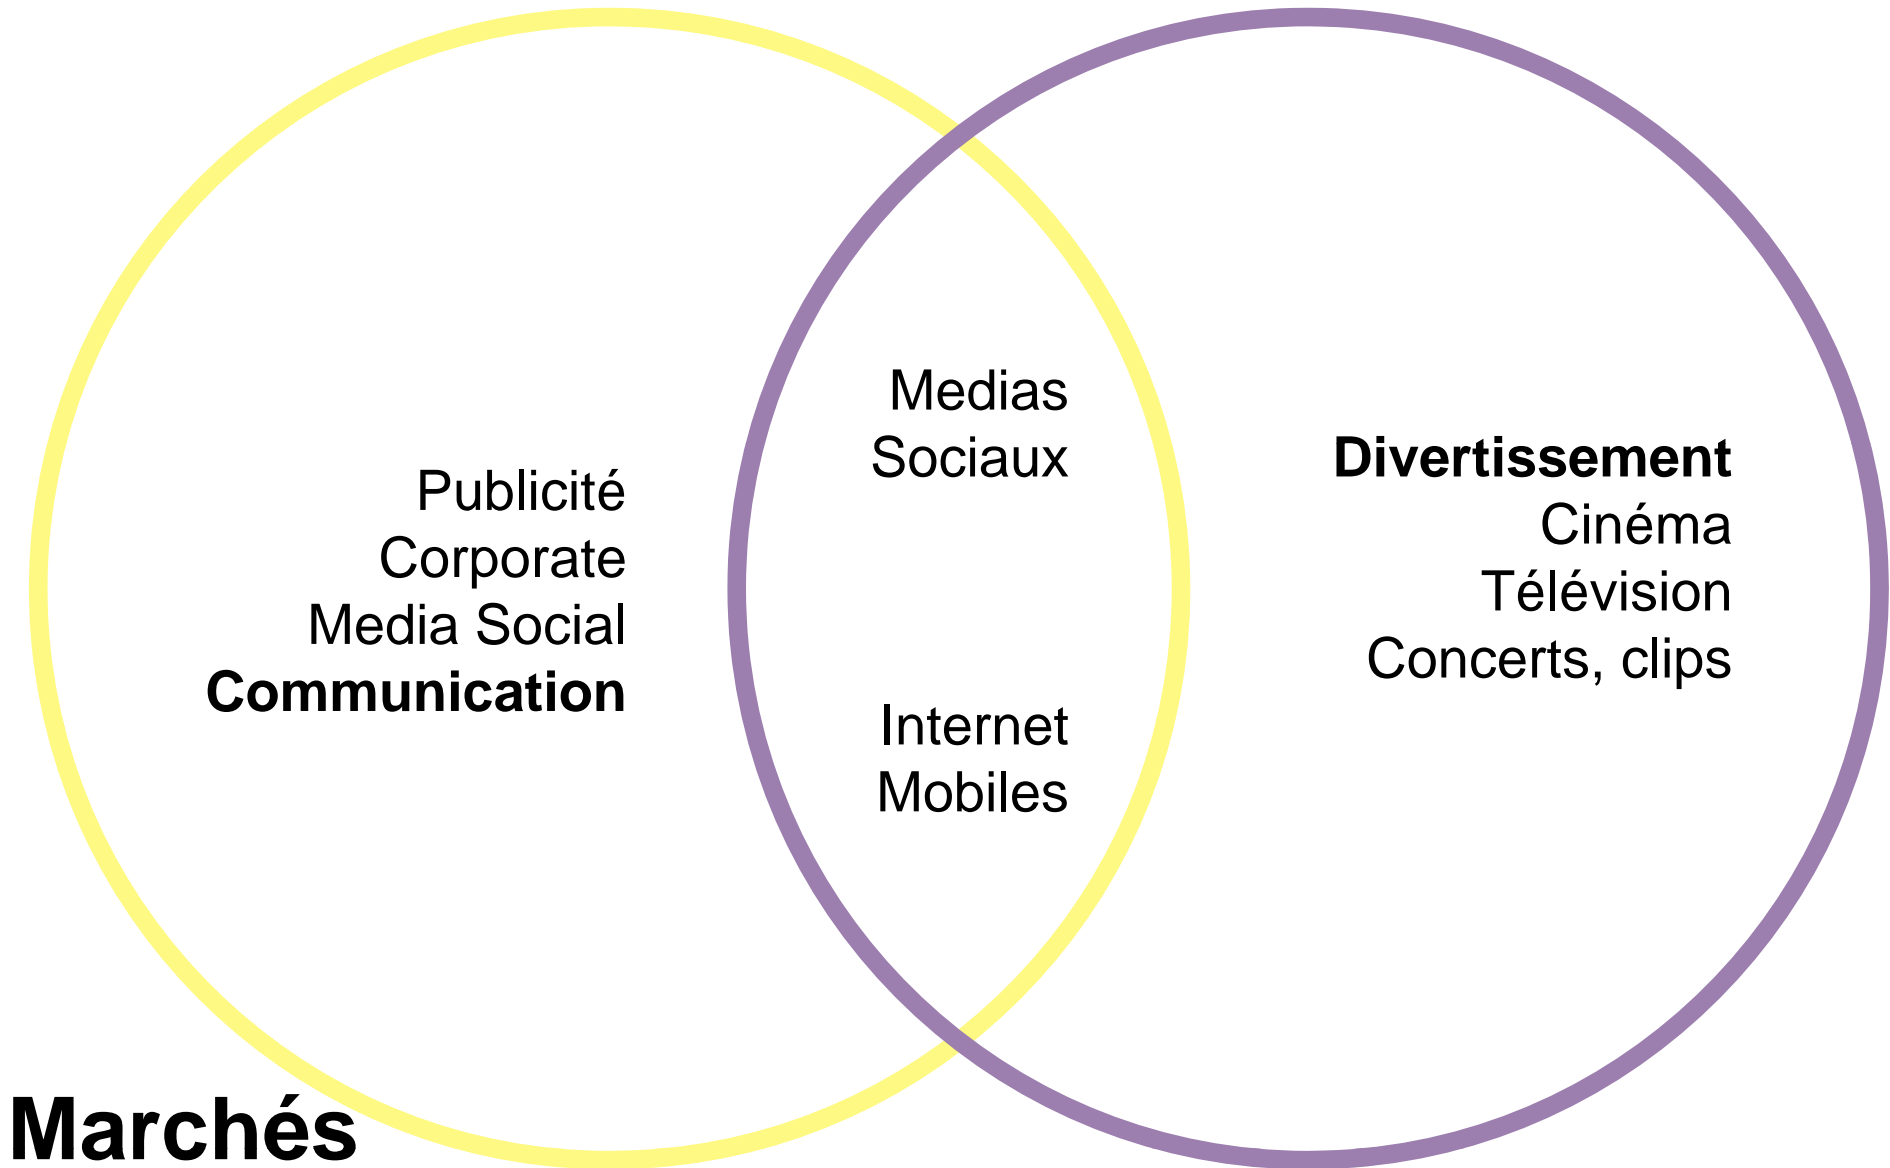 Publicité
Corporate
Media Social
Communication
Medias
Sociaux
Internet
Mobiles
Divertissement
Cinéma
Télévision
Concerts, clips
Marchés